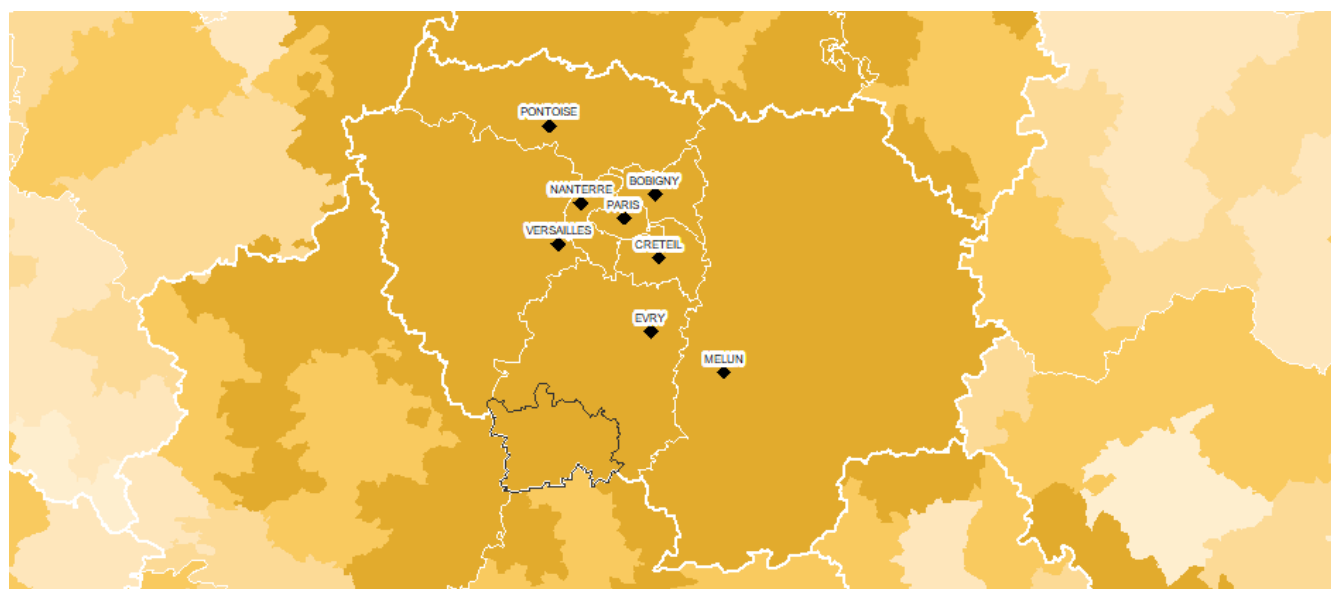 PONTOISE
BOBIGNY
NANTERRE
PARIS
VERSAILLES
CRETEIL
EVRY
MELUN